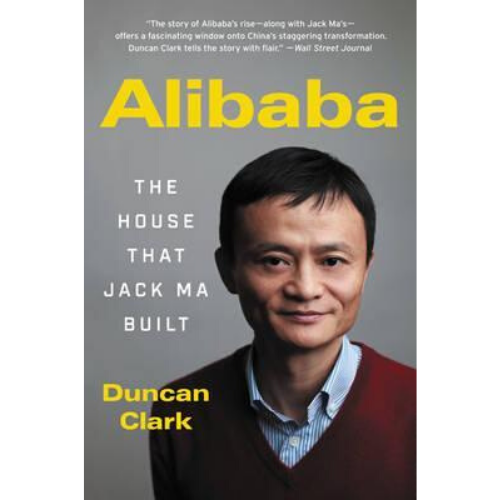 "The story of Alibaba's rise—along with Jack Ma's—
offers a fascinating window onto China's staggering transformation.
Duncan Clark tells the story with flair." —Wall Street Journal
Alibaba
THE
HOUSE
THAT
JACK MA
BUILT
Duncan
Clark